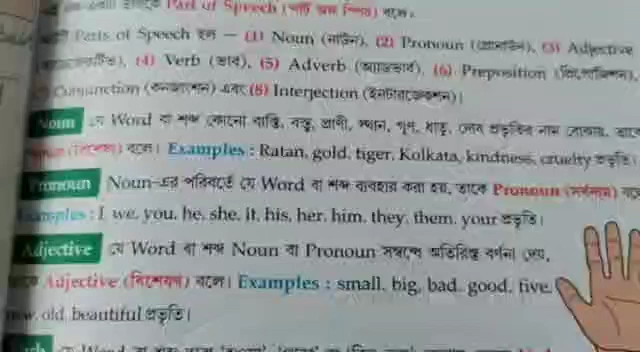 Part of Speech (পার্ট অফ স্পিচ) বলে।
Parts of Speech হল — (1) Noun (নাউন), (2) Pronoun (প্রোনাউন), (3) Adjective
(4) Verb (ভার্ব), (5) Adverb (অ্যাডভার্ব), (6) Preposition (প্রিপোজিশন),
Conjunction (কনজাংশন) এবং (8) Interjection (ইনটারজেকশন)।
Noun যে Word বা শব্দ কোনো ব্যক্তি, বস্তু, প্রাণী, স্থান, গুণ, ধাতু, দোষ প্রভৃতির নাম বোঝায়,
(বিশেষ্য) বলে। Examples : Ratan, gold, tiger, Kolkata, kindness, cruelty প্রভৃতি।
Pronoun Noun-এর পরিবর্তে যে Word বা শব্দ ব্যবহার করা হয়, তাকে Pronoun (সর্বনাম)
Examples : I, we, you, he, she, it, his, her, him, they, them, your প্রভৃতি।
Adjective যে Word বা শব্দ Noun বা Pronoun সম্বন্ধে অতিরিক্ত বর্ণনা দেয়,
Adjective (বিশেষণ) বলে। Examples : small, big, bad, good, five,
old, beautiful প্রভৃতি।